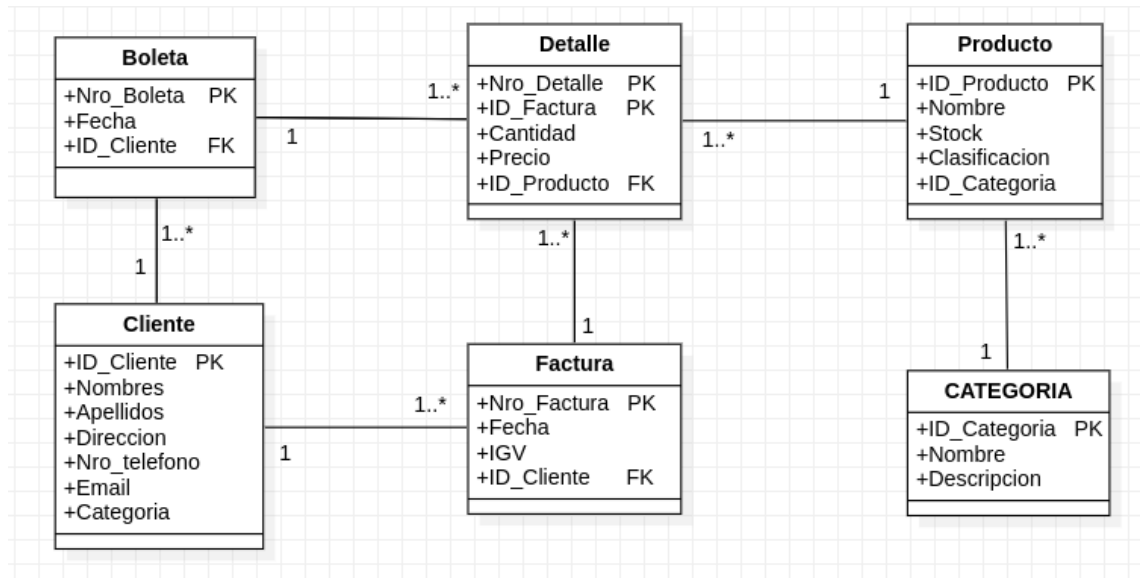 Boleta
+Nro_Boleta PK
+Fecha
+ID_Cliente FK
1
1..*
Detalle
+Nro_Detalle PK
+ID_Factura PK
+Cantidad
+Precio
+ID_Producto FK
1..*
1
Producto
+ID_Producto PK
+Nombre
+Stock
+Clasificacion
+ID_Categoria
1..*
1
1..*
1
1..*
1
Cliente
+ID_Cliente PK
+Nombres
+Apellidos
+Direccion
+Nro_telefono
+Email
+Categoria
1
1..*
Factura
+Nro_Factura PK
+Fecha
+IGV
+ID_Cliente FK
CATEGORIA
+ID_Categoria PK
+Nombre
+Descripcion